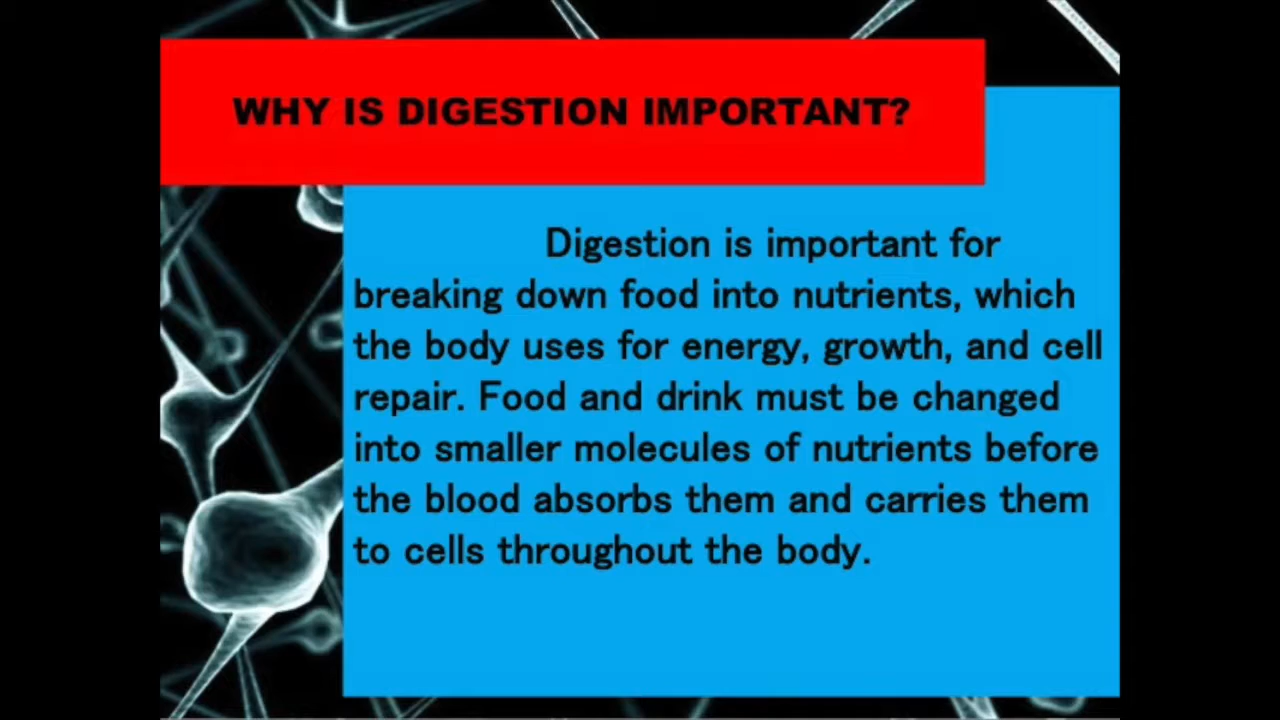 WHY IS DIGESTION IMPORTANT?
Digestion is important for
breaking down food into nutrients, which
the body uses for energy, growth, and cell
repair. Food and drink must be changed
into smaller molecules of nutrients before
the blood absorbs them and carries them
to cells throughout the body.